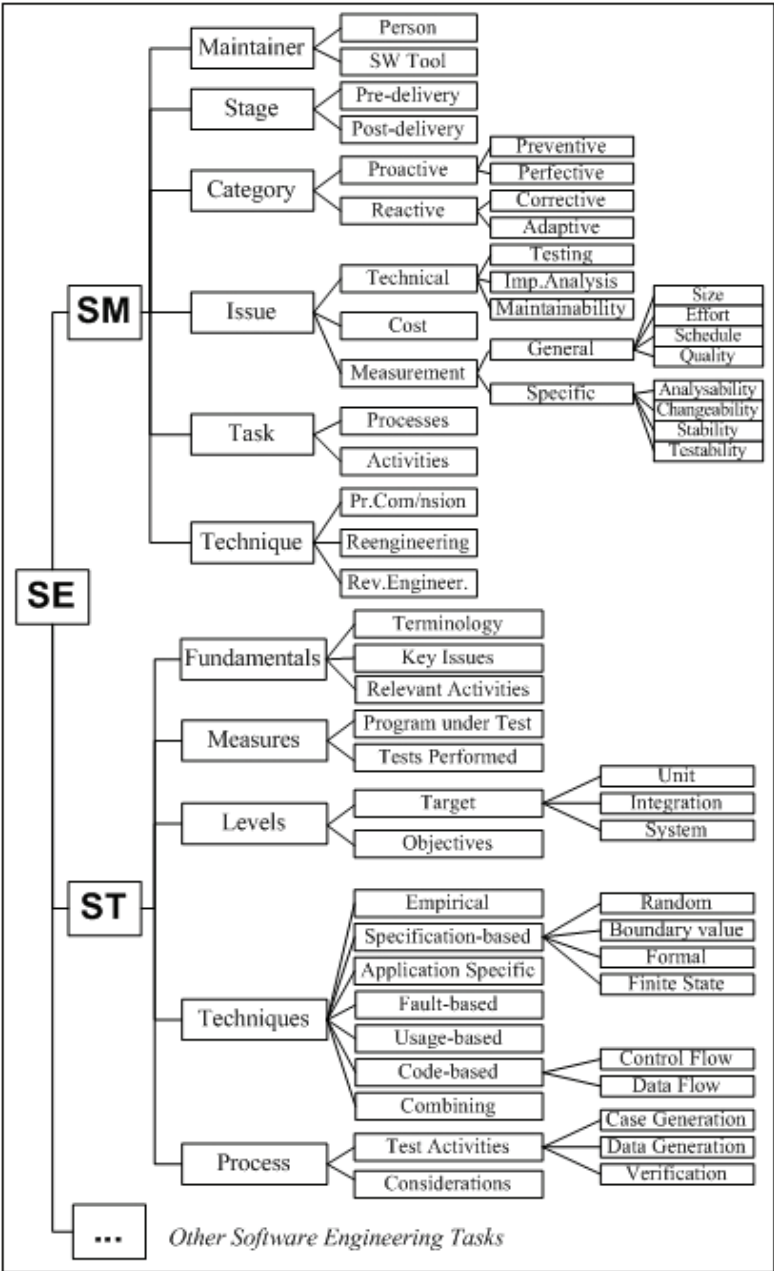 Person
Maintainer
SW Tool
Pre-delivery
Stage
Post-delivery
Preventive
Proactive
Perfective
Category
Corrective
Reactive
Adaptive
Testing
Technical
Imp.Analysis
SM
Issue
Maintainability
Size
Cost
Effort
General
Schedule
Measurement
Quality
Specific
Analysability
Changeability
Processes
Stability
Task
Testability
Activities
Pr.Com/nsion
Technique
Reengineering
Rev.Engineer.
SE
Terminology
Fundamentals
Key Issues
Relevant Activities
Program under Test
Measures
Tests Performed
Unit
Target
Integration
Levels
System
Objectives
ST
Empirical
Random
Specification-based
Boundary value
Application Specific
Formal
Finite State
Fault-based
Techniques
Usage-based
Control Flow
Code-based
Data Flow
Combining
Case Generation
Test Activities
Data Generation
Process
Verification
Considerations
...
Other Software Engineering Tasks